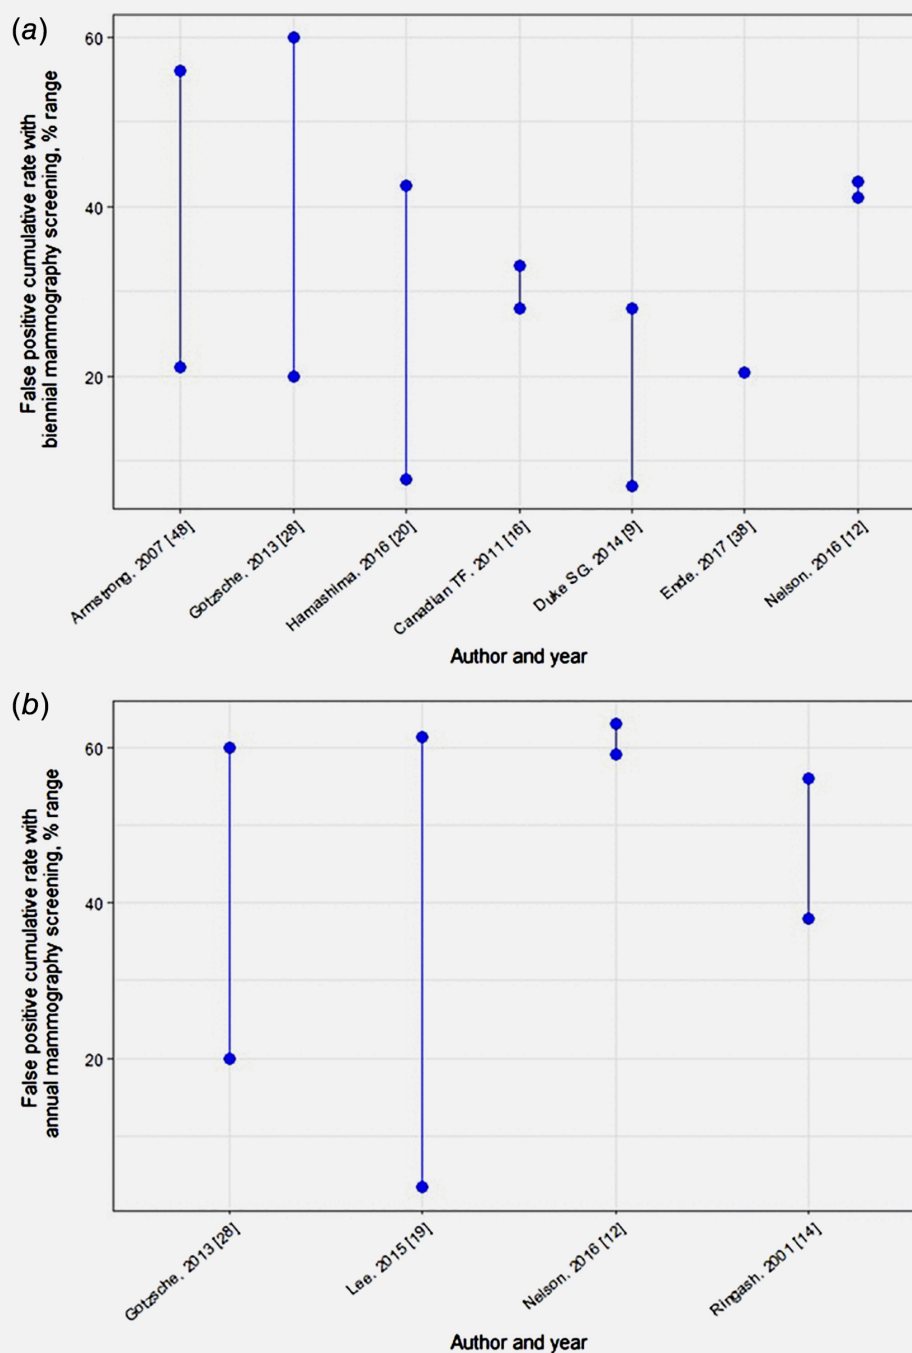 (a)
False positive cumulative rate with
biennial mammography screening, % range
60
40
20
Armstrong, 2007 [48]
Gotzsche, 2013 [28]
Hamashima, 2016 [20]
Canadian TF, 2011 [16]
Duke SG, 2014 [9]
Ende, 2017 [38]
Nelson, 2016 [12]
Author and year
(b)
False positive cumulative rate with
annual mammography screening, % range
60
40
20
Gotzsche, 2013 [28]
Lee, 2015 [19]
Nelson, 2016 [12]
Ringash, 2001 [14]
Author and year